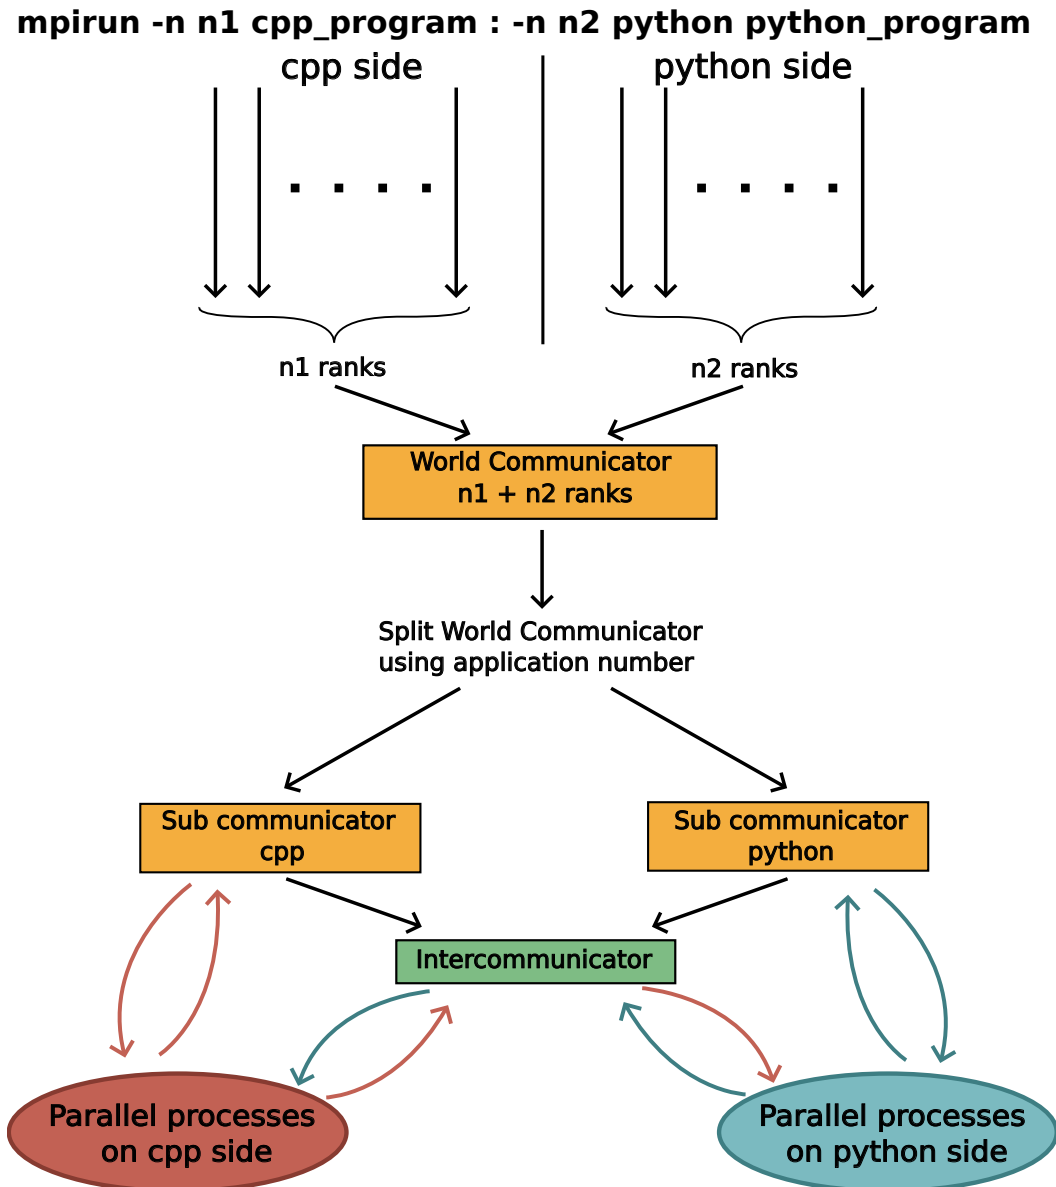 mpirun -n n1 cpp_program : -n n2 python python_program
cpp side
python side
n1 ranks
n2 ranks
World Communicator
n1 + n2 ranks
Split World Communicator
using application number
Sub communicator
cpp
Sub communicator
python
Intercommunicator
Parallel processes
on cpp side
Parallel processes
on python side